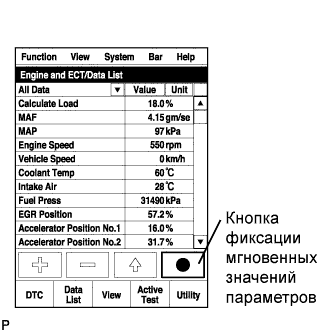 Function View System Bar Help
Engine and ECT/Data List
All Data Value Unit
Calculate Load 18.0 %
MAF 4.15 gm/se
MAP 97 kPa
Engine Speed 550 rpm
Vehicle Speed 0 km/h
Coolant Temp 60 ℃
Intake Air 28 ℃
Fuel Press 31490 kPa
EGR Position 57.2 %
Accelerator Position No.1 16.0 %
Accelerator Position No.2 31.7 %
DTC Data List View Active Test Utility
Кнопка
фиксации
мгновенных
значений
параметров
P